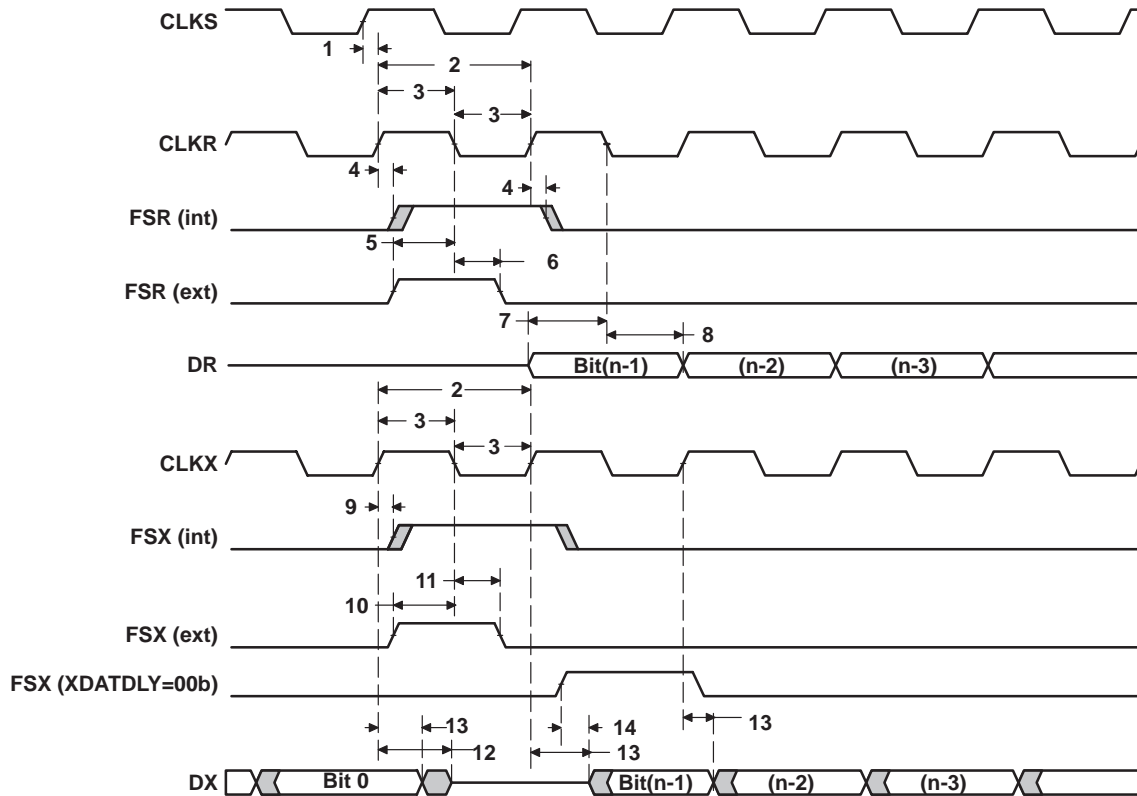 CLKS
1
2
3
3
CLKR
4
4
FSR (int)
5
6
FSR (ext)
7
8
DR
Bit(n-1)
(n-2)
(n-3)
2
3
3
CLKX
9
FSX (int)
11
10
FSX (ext)
FSX (XDATDLY=00b)
13
14
13
12
13
DX
Bit 0
Bit(n-1)
(n-2)
(n-3)